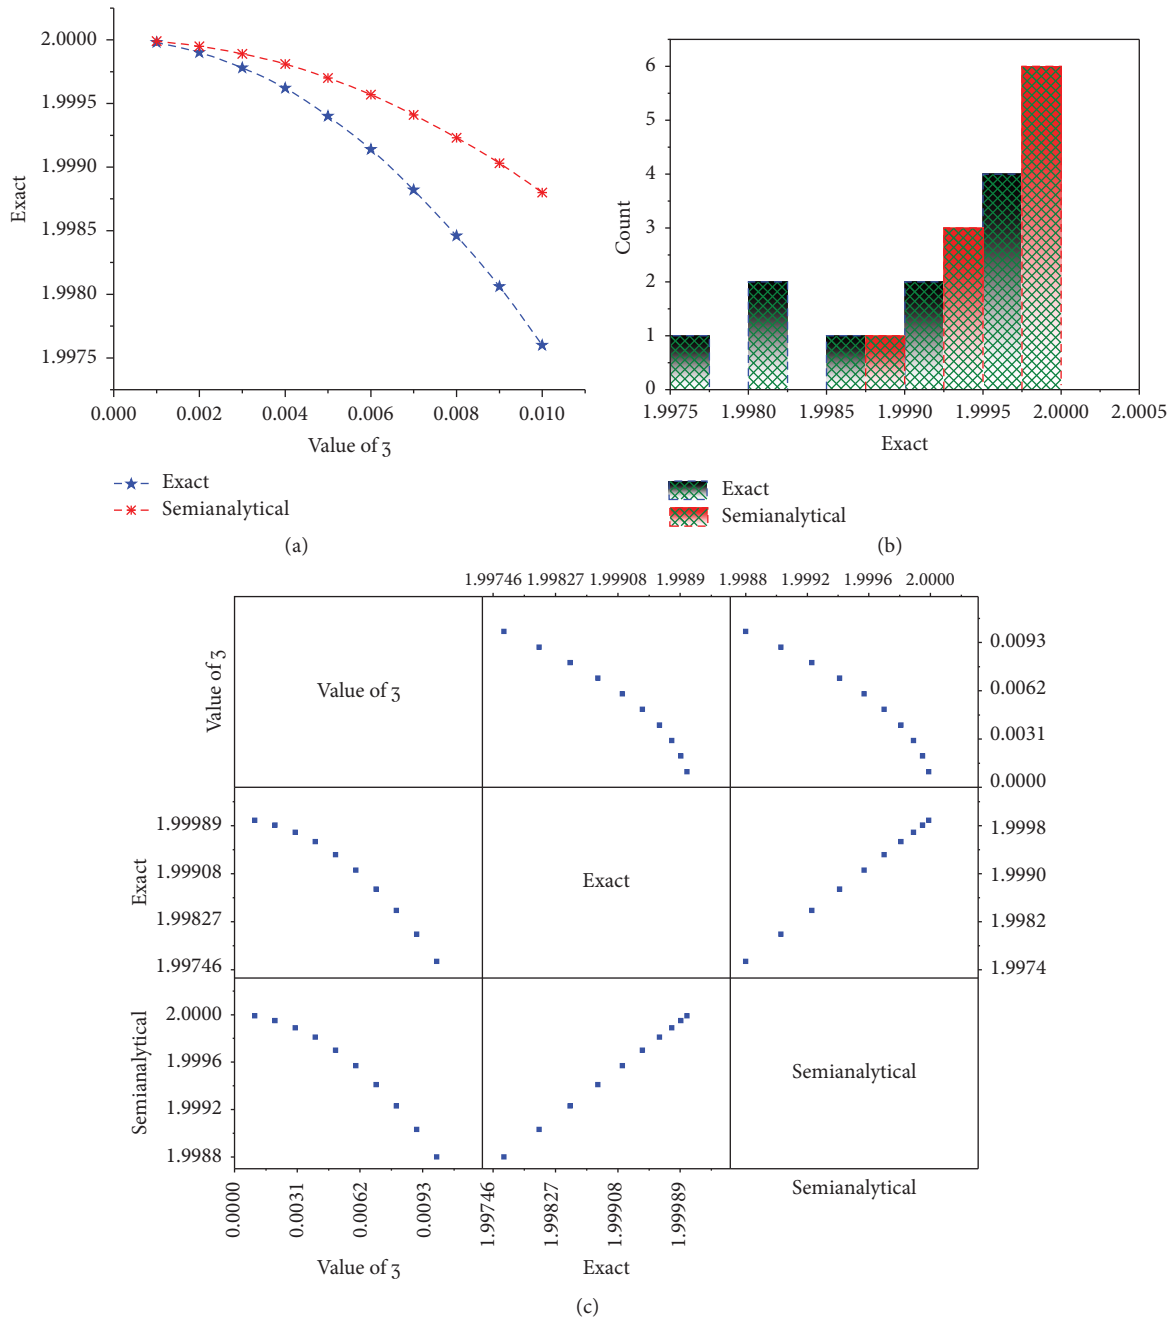 2.0000
1.9995
1.9990
1.9985
1.9980
1.9975
Exact
0.000 0.002 0.004 0.006 0.008 0.010
Value of ʒ
Exact
Semianalytical
(a)
6
5
4
3
2
1
0
Count
1.9975 1.9980 1.9985 1.9990 1.9995 2.0000 2.0005
Exact
Exact
Semianalytical
(b)
1.99746 1.99827 1.99908 1.9989 1.9988 1.9992 1.9996 2.0000
Value of ʒ
Value of ʒ
0.0093
0.0062
0.0031
0.0000
1.99989
1.99908
1.99827
1.99746
Exact
Exact
1.9998
1.9990
1.9982
1.9974
2.0000
1.9996
1.9992
1.9988
Semianalytical
Semianalytical
0.0000 0.0031 0.0062 0.0093 1.99746 1.99827 1.99908 1.99989
Semianalytical
Value of ʒ
Exact
(c)